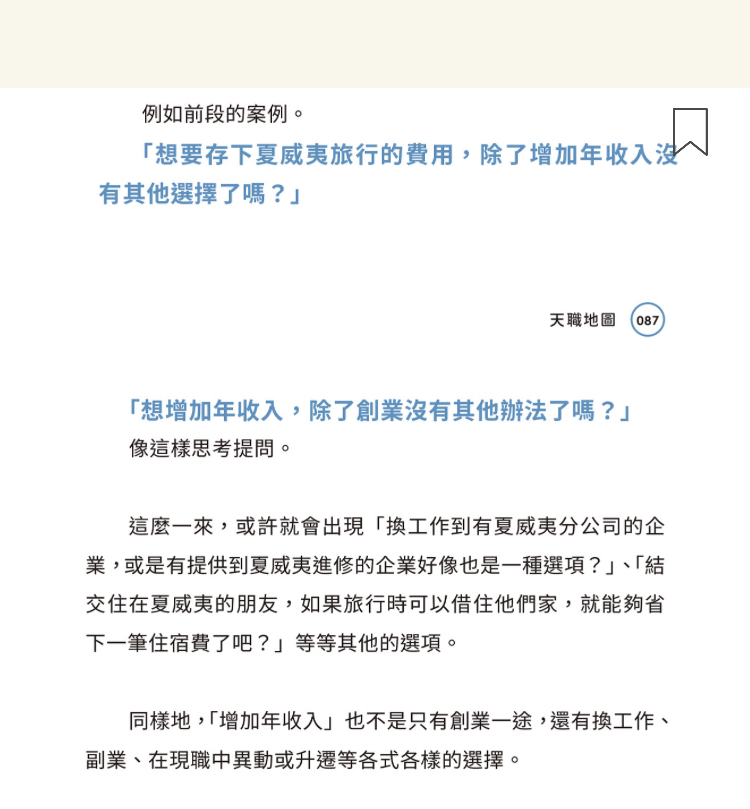 例如前段的案例。
「想要存下夏威夷旅行的費用，除了增加年收入沒
有其他選擇了嗎？」
天職地圖 087
「想增加年收入，除了創業沒有其他辦法了嗎？」
像這樣思考提問。
這麼一來，或許就會出現「換工作到有夏威夷分公司的企
業，或是有提供到夏威夷進修的企業好像也是一種選項？」、「結
交住在夏威夷的朋友，如果旅行時可以借住他們家，就能夠省
下一筆住宿費了吧？」等等其他的選項。
同樣地，「增加年收入」也不是只有創業一途，還有換工作、
副業、在現職中異動或升遷等各式各樣的選擇。